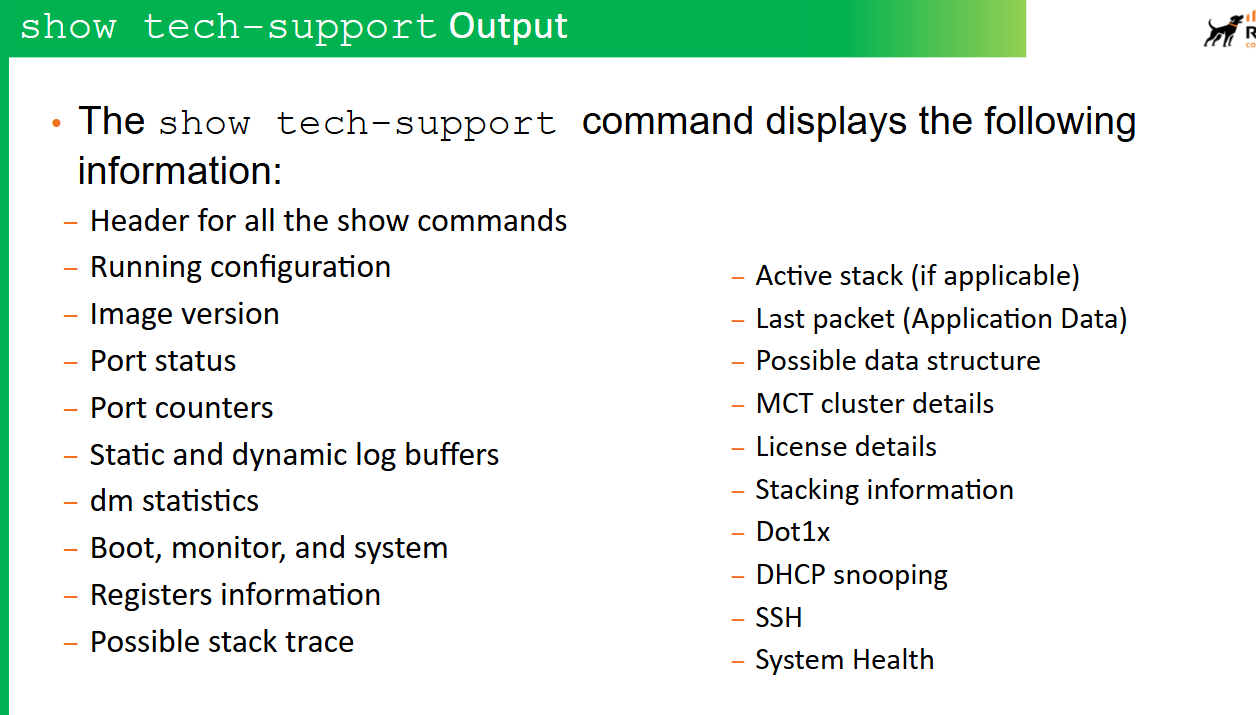 show tech-support Output
• The show tech-support command displays the following
information:
– Header for all the show commands
– Running configuration
– Image version
– Port status
– Port counters
– Static and dynamic log buffers
– dm statistics
– Boot, monitor, and system
– Registers information
– Possible stack trace
– Active stack (if applicable)
– Last packet (Application Data)
– Possible data structure
– MCT cluster details
– License details
– Stacking information
– Dot1x
– DHCP snooping
– SSH
– System Health